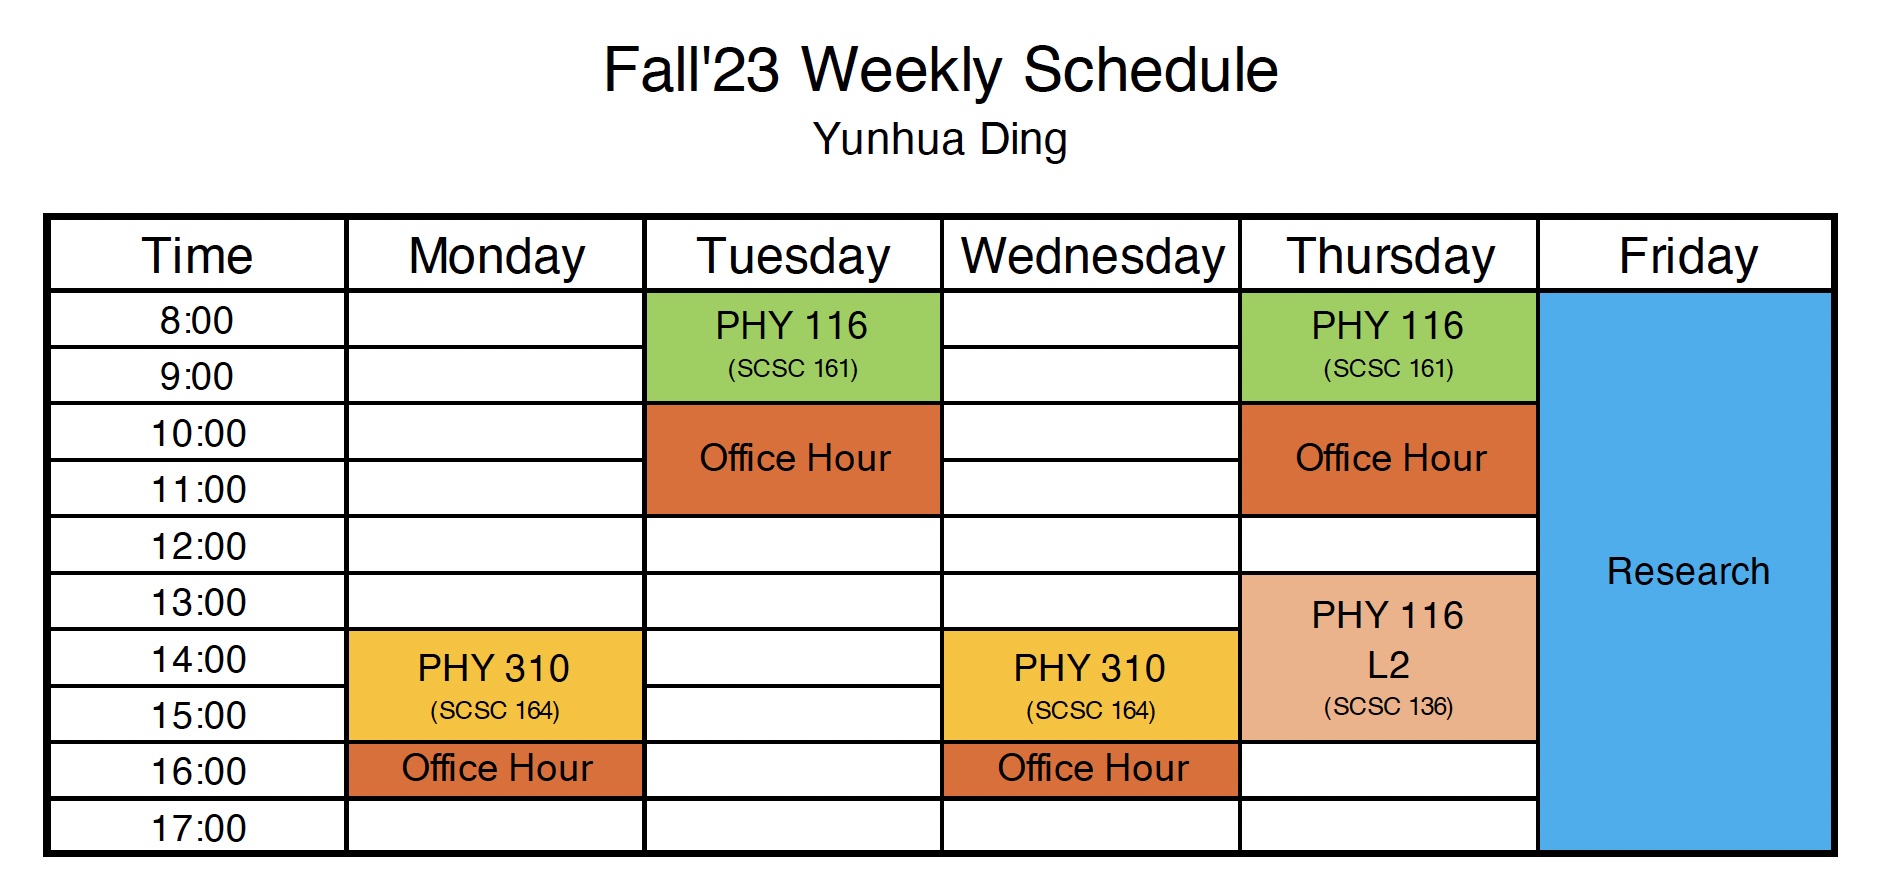 Fall'23 Weekly Schedule
Yunhua Ding
Time Monday Tuesday Wednesday Thursday Friday
8:00 PHY 116 PHY 116
(SCSC 161) (SCSC 161)
9:00
10:00
Office Hour Office Hour
11:00
12:00
Research
13:00 PHY 116
14:00 PHY 310 PHY 310 L2
(SCSC 164) (SCSC 164) (SCSC 136)
15:00
16:00 Office Hour Office Hour
17:00